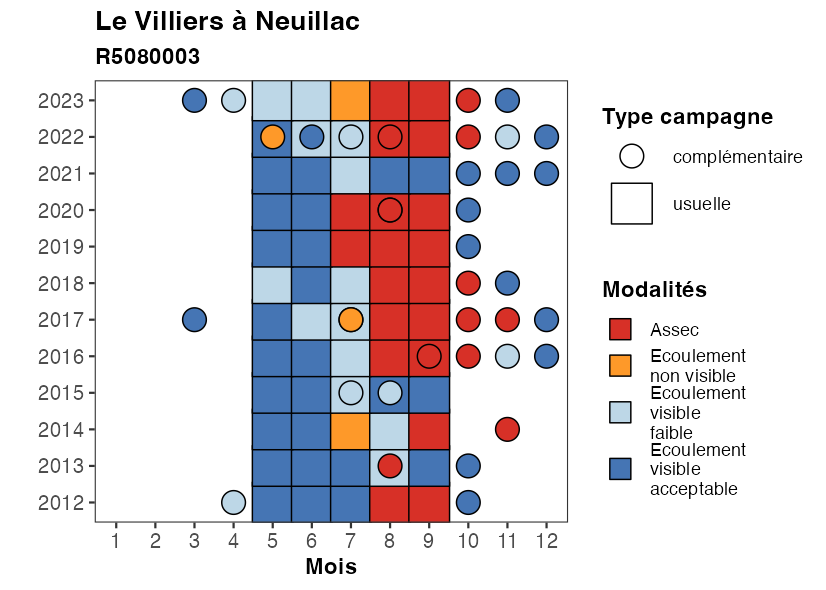 Le Villiers à Neuillac
R5080003
2023
2022
2021
2020
2019
2018
2017
2016
2015
2014
2013
2012
1 2 3 4 5 6 7 8 9 10 11 12
Mois
Type campagne
complémentaire
usuelle
Modalités
Assec
Ecoulement
non visible
Ecoulement
visible
faible
Ecoulement
visible
acceptable